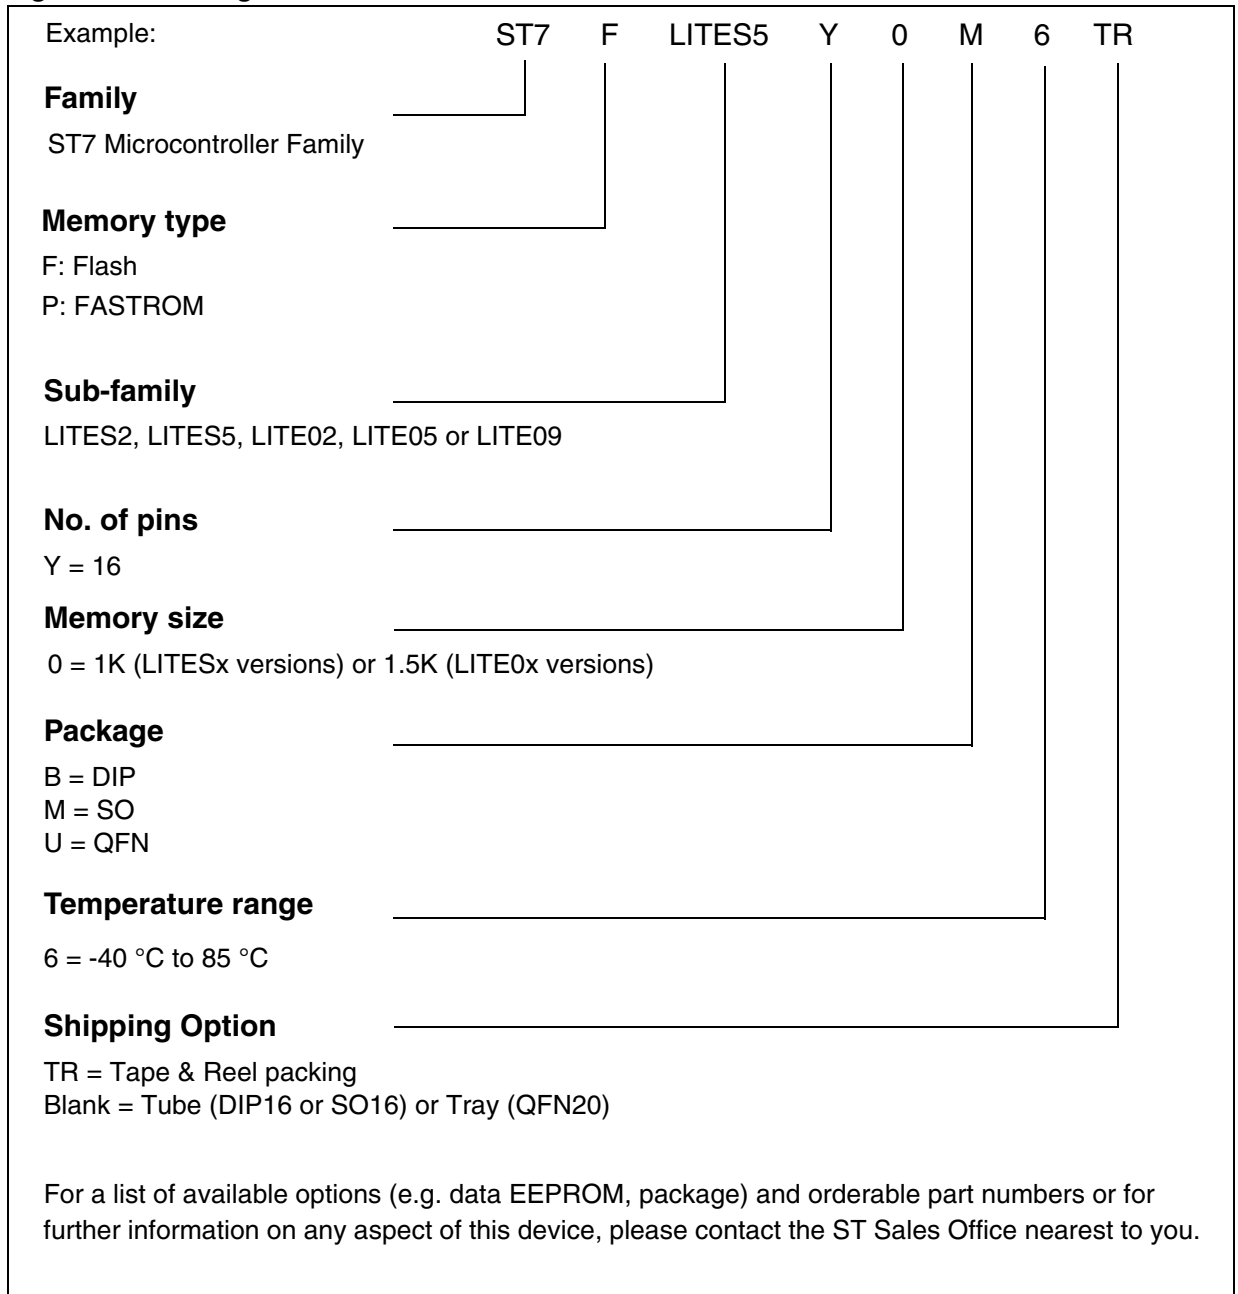 Example: ST7 F LITES5 Y 0 M 6 TR
Family
ST7 Microcontroller Family
Memory type
F: Flash
P: FASTROM
Sub-family
LITES2, LITES5, LITE02, LITE05 or LITE09
No. of pins
Y = 16
Memory size
0 = 1K (LITESx versions) or 1.5K (LITE0x versions)
Package
B = DIP
M = SO
U = QFN
Temperature range
6 = -40 °C to 85 °C
Shipping Option
TR = Tape & Reel packing
Blank = Tube (DIP16 or SO16) or Tray (QFN20)
For a list of available options (e.g. data EEPROM, package) and orderable part numbers or for
further information on any aspect of this device, please contact the ST Sales Office nearest to you.